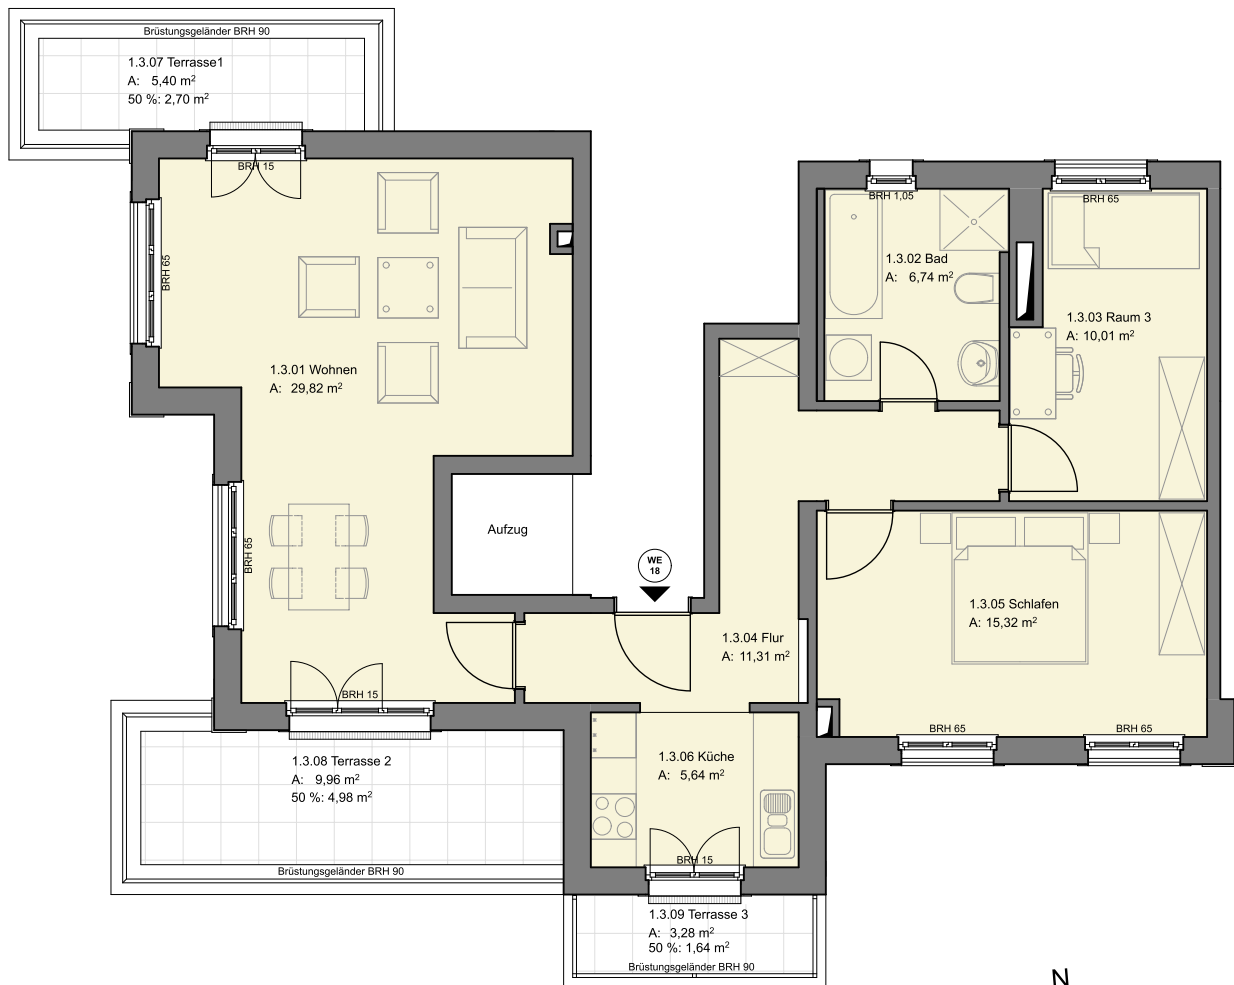 Brüstungsgeländer BRH 90
1.3.07 Terrasse1
A: 5,40 m²
50 %: 2,70 m²
BRH 15
BRH 65
1.3.01 Wohnen
A: 29,82 m²
BRH 1,05
1.3.02 Bad
A: 6,74 m²
BRH 65
1.3.03 Raum 3
A: 10,01 m²
Aufzug
WE
18
BRH 65
1.3.04 Flur
A: 11,31 m²
1.3.05 Schlafen
A: 15,32 m²
BRH 15
BRH 65
BRH 65
1.3.08 Terrasse 2
A: 9,96 m²
50 %: 4,98 m²
Brüstungsgeländer BRH 90
1.3.06 Küche
A: 5,64 m²
BRH 15
1.3.09 Terrasse 3
A: 3,28 m²
50 %: 1,64 m²
Brüstungsgeländer BRH 90
N